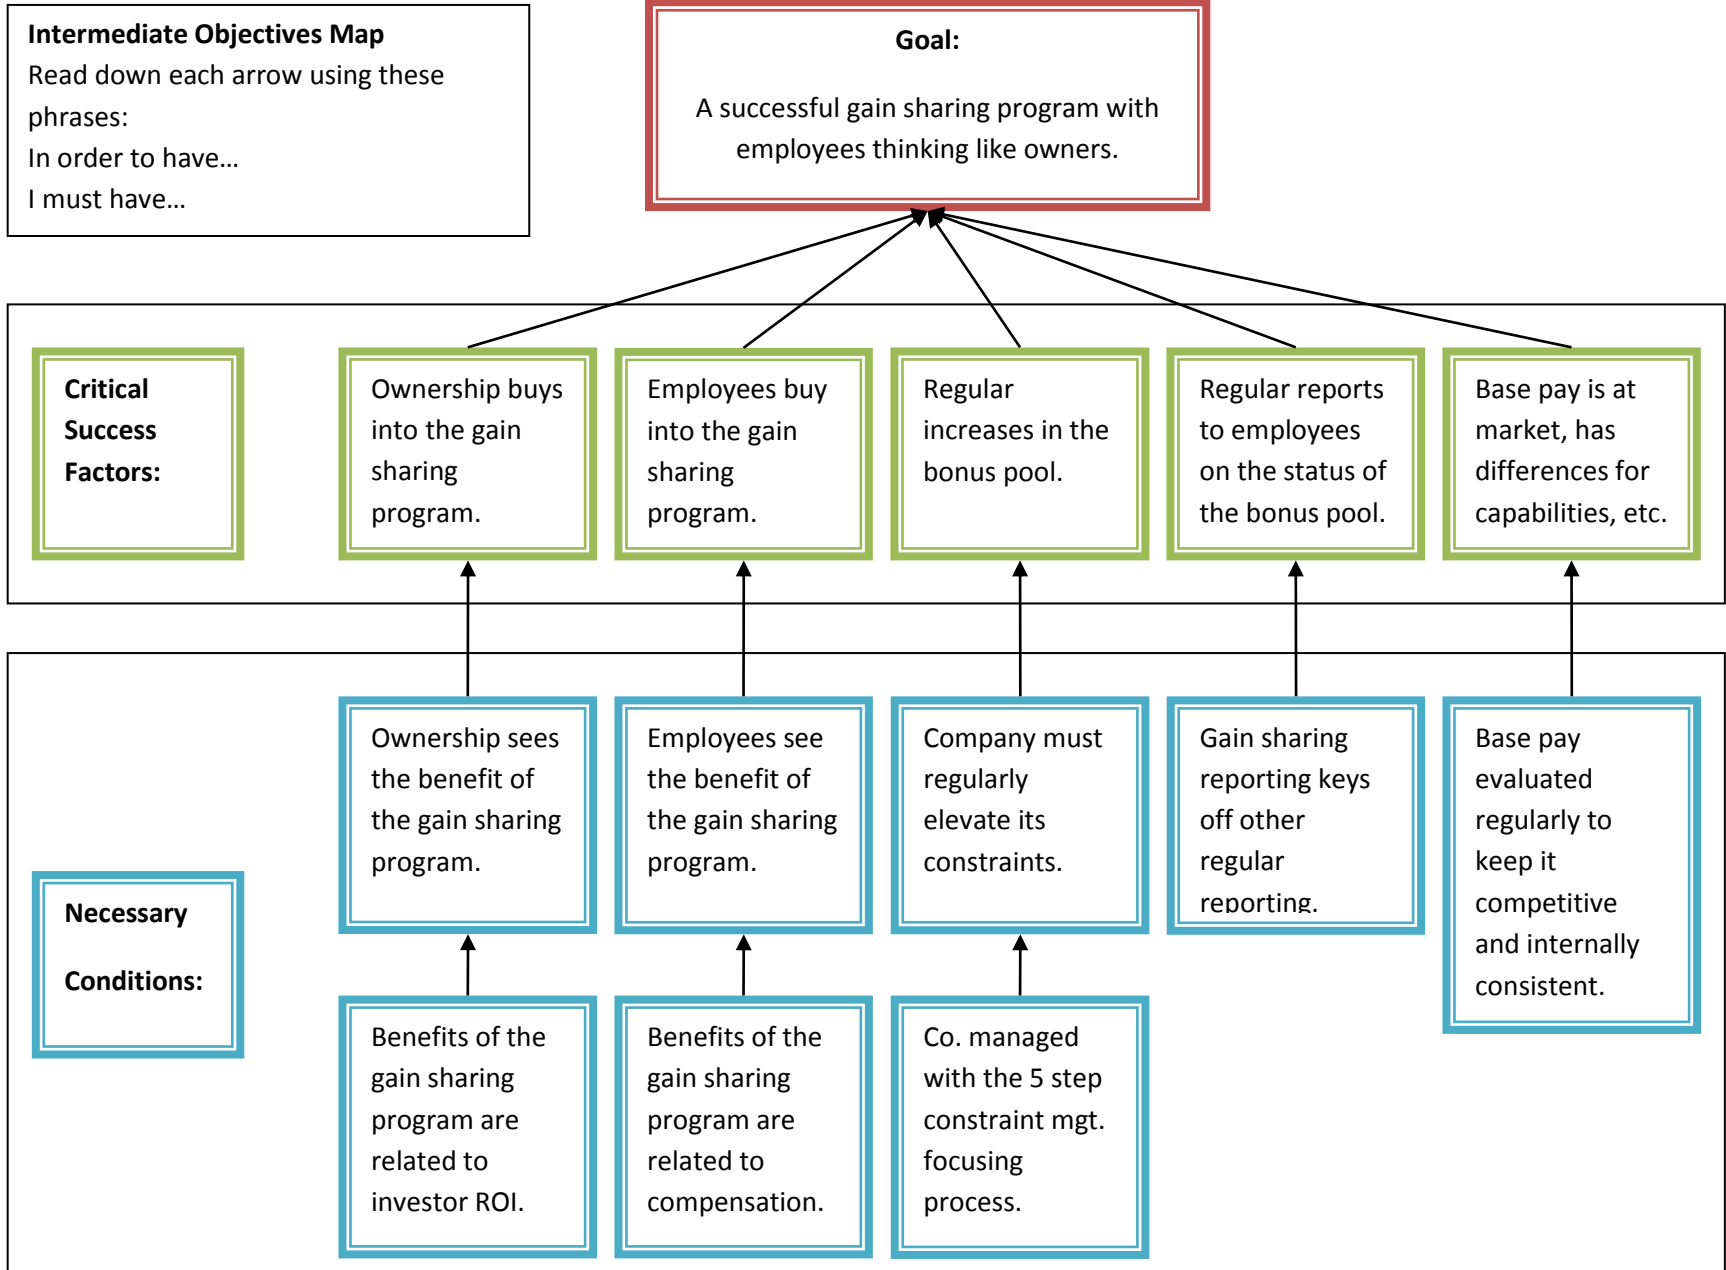 Intermediate Objectives Map
Read down each arrow using these
phrases:
In order to have…
I must have…
Goal:
A successful gain sharing program with
employees thinking like owners.
Critical
Success
Factors:
Ownership buys
into the gain
sharing
program.
Employees buy
into the gain
sharing
program.
Regular
increases in the
bonus pool.
Regular reports
to employees
on the status of
the bonus pool.
Base pay is at
market, has
differences for
capabilities, etc.
Necessary
Conditions:
Ownership sees
the benefit of
the gain sharing
program.
Employees see
the benefit of
the gain sharing
program.
Company must
regularly
elevate its
constraints.
Gain sharing
reporting keys
off other
regular
reporting.
Base pay
evaluated
regularly to
keep it
competitive
and internally
consistent.
Benefits of the
gain sharing
program are
related to
investor ROI.
Benefits of the
gain sharing
program are
related to
compensation.
Co. managed
with the 5 step
constraint mgt.
focusing
process.